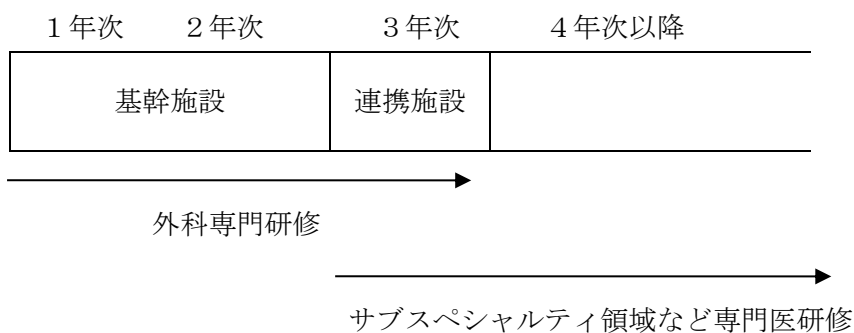 １年次　２年次　３年次　４年次以降
基幹施設　連携施設
外科専門研修
サブスペシャルティ領域など専門医研修